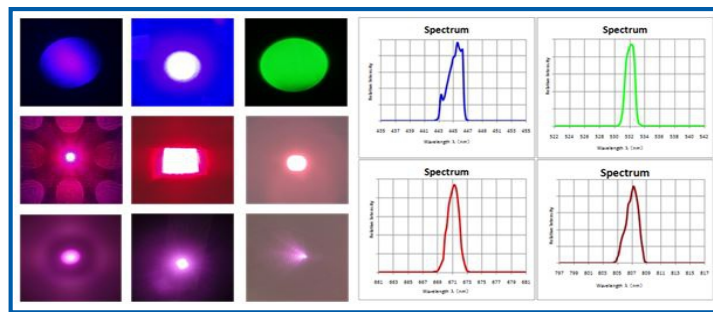 Spectrum
Relative Intensity
435 437 439 441 443 445 447 449 451 453 455
Wavelength λ (nm)
Spectrum
Relative Intensity
524 526 528 530 532 534 536 538 540 542
Wavelength λ (nm)
Spectrum
Relative Intensity
661 663 665 667 669 671 673 675 677 679 681
Wavelength λ (nm)
Spectrum
Relative Intensity
797 799 801 803 805 807 809 811 813 815 817
Wavelength λ (nm)